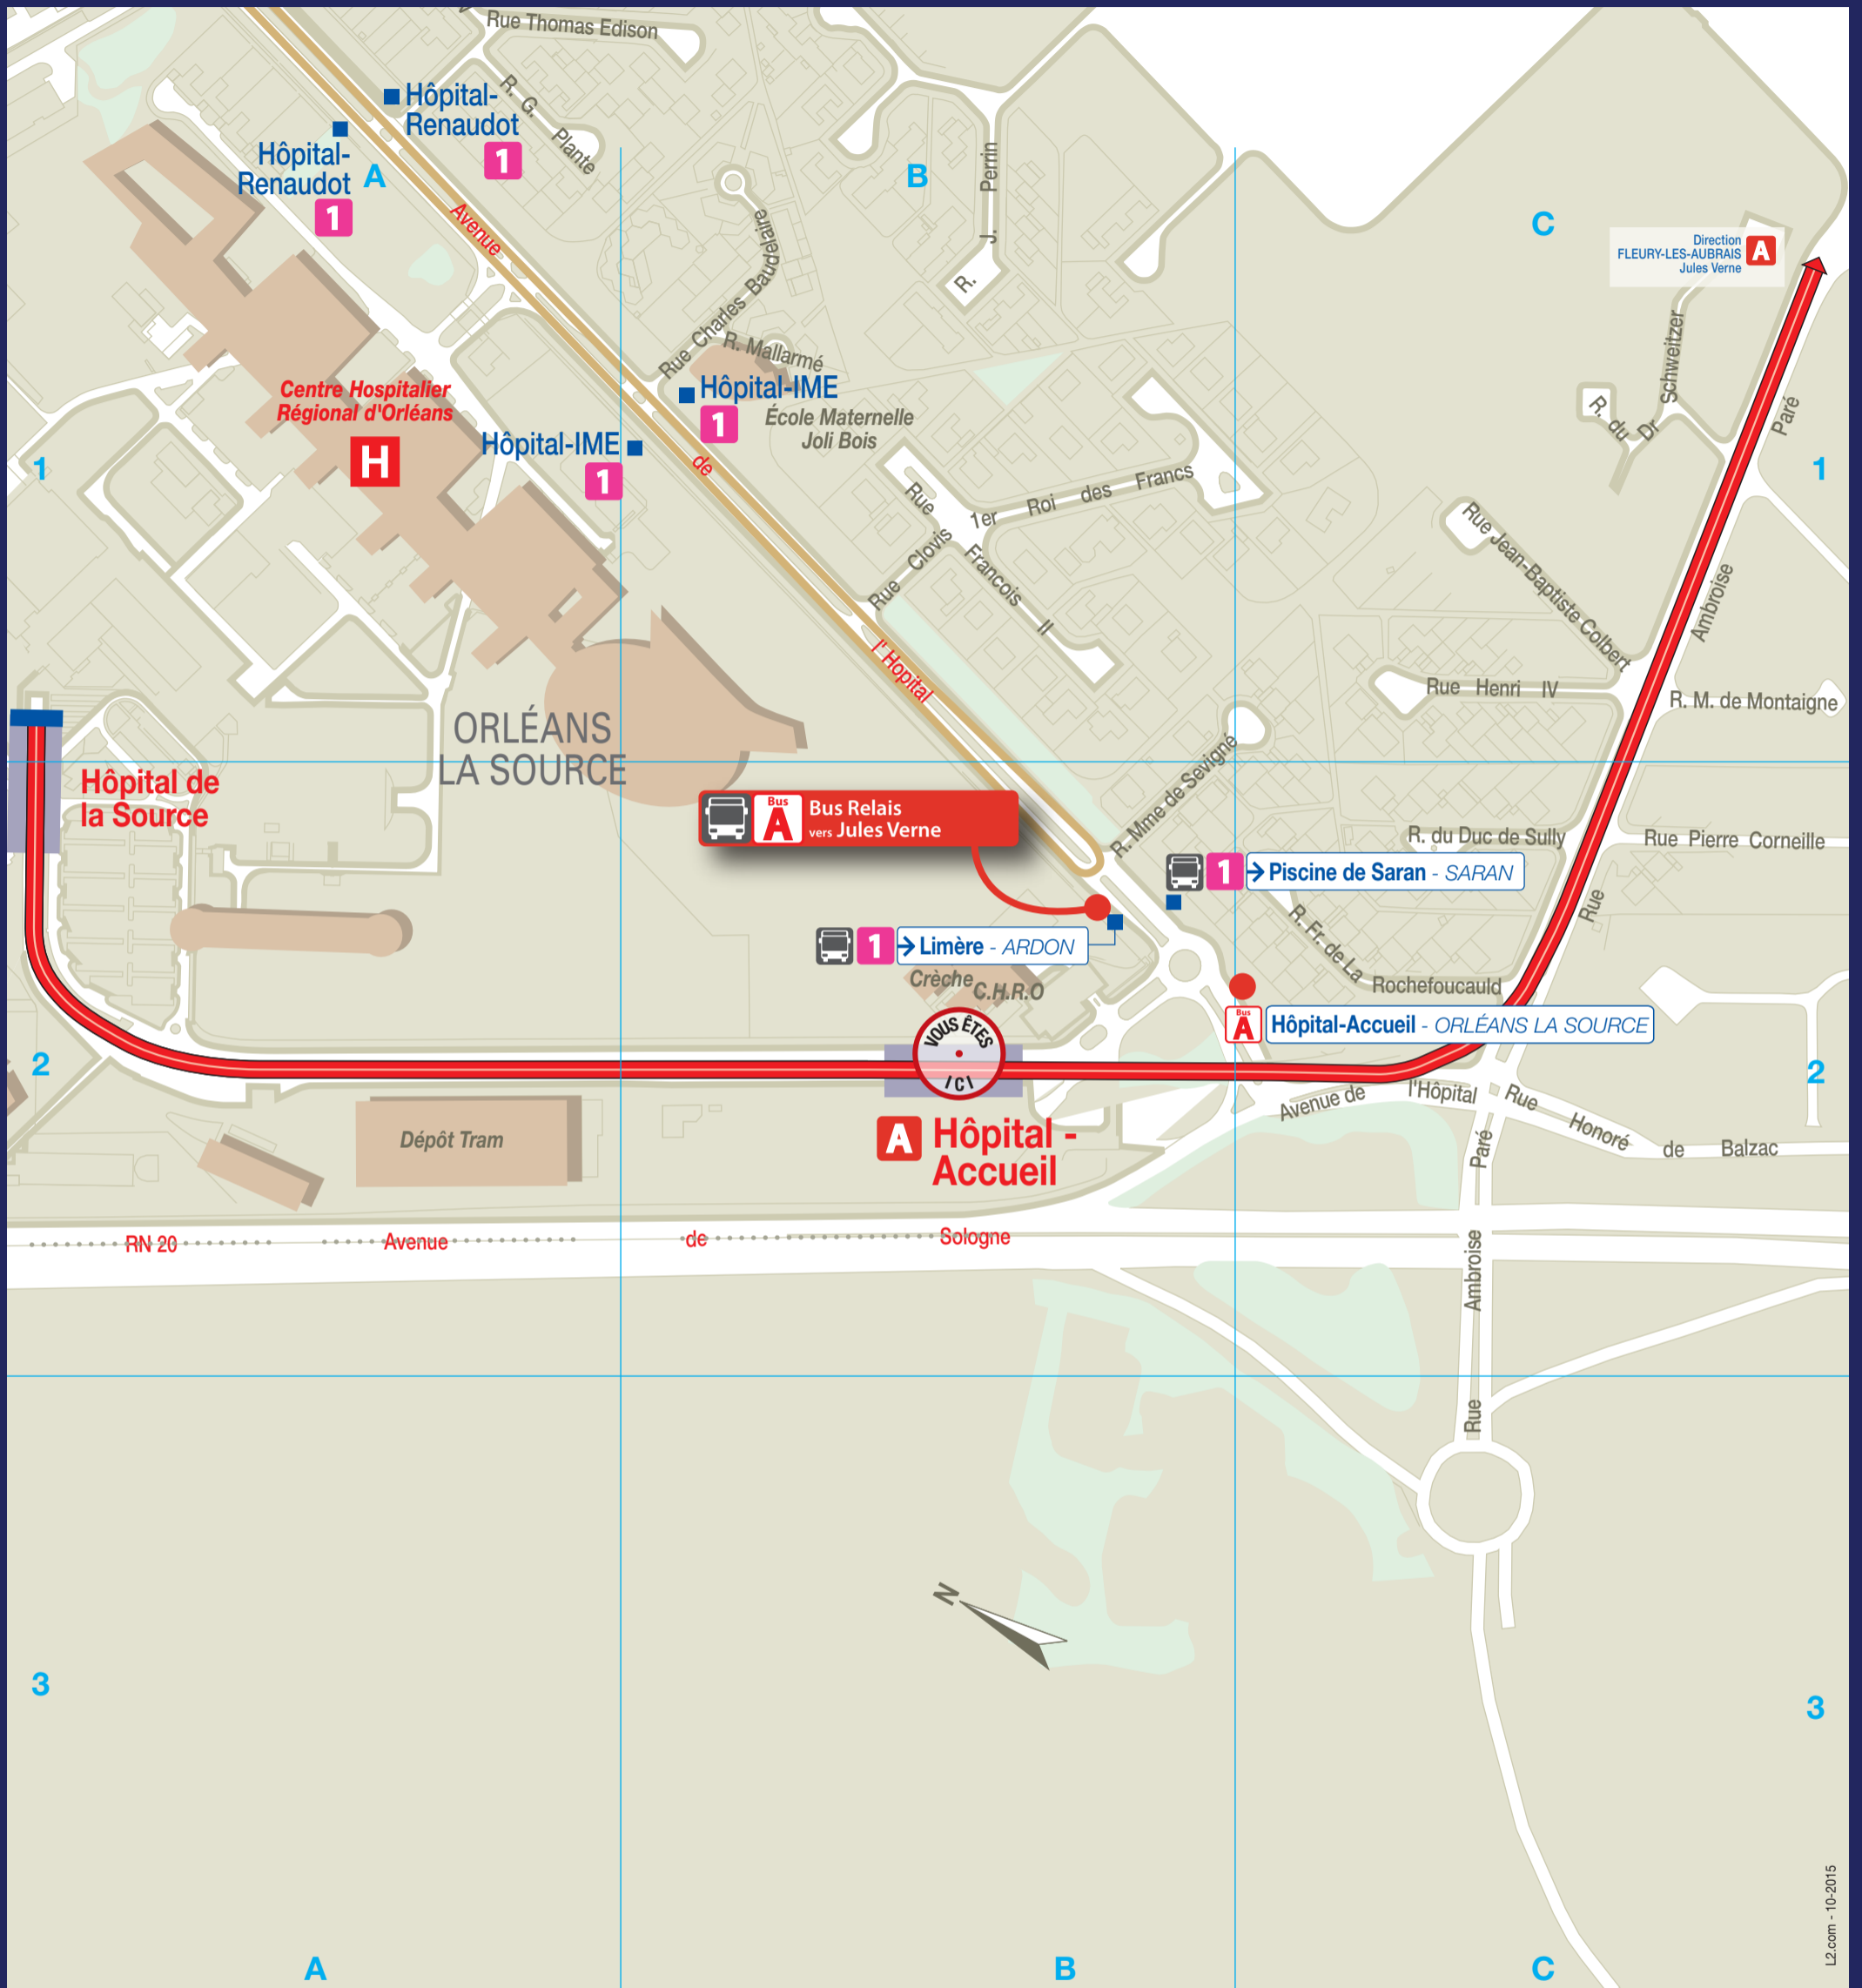 Rue Thomas Edison
R. G. Plante
Hôpital-
Renaudot
1
Hôpital-
Renaudot
1
A
B
C
Avenue
de
l'Hopital
R. J. Perrin
Rue Charles Baudelaire
R. Mallarmé
Direction
FLEURY-LES-AUBRAIS
Jules Verne
A
R. du Dr Schweitzer
Centre Hospitalier
Régional d'Orléans
H
Hôpital-IME
1
Hôpital-IME
1
École Maternelle
Joli Bois
1
1
Rue Francois II
1er Roi des Francs
Rue Clovis
Rue Jean-Baptiste Colbert
Rue Ambroise Paré
Rue Henri IV
R. M. de Montaigne
ORLÉANS
LA SOURCE
Hôpital de
la Source
R. Mme de Sevigné
Bus
A
Bus Relais
vers Jules Verne
R. du Duc de Sully
Rue Pierre Corneille
1
Piscine de Saran - SARAN
1
Limère - ARDON
R. Fr. de La Rochefoucauld
Crèche
C.H.R.O
Bus
A
Hôpital-Accueil - ORLÉANS LA SOURCE
VOUS ÊTES
ICI
2
2
Avenue de l'Hôpital
Rue Honoré de Balzac
A
Hôpital -
Accueil
Dépôt Tram
RN 20
Avenue de Sologne
Rue Ambroise Paré
N
3
3
A
B
C
L2.com - 10-2015